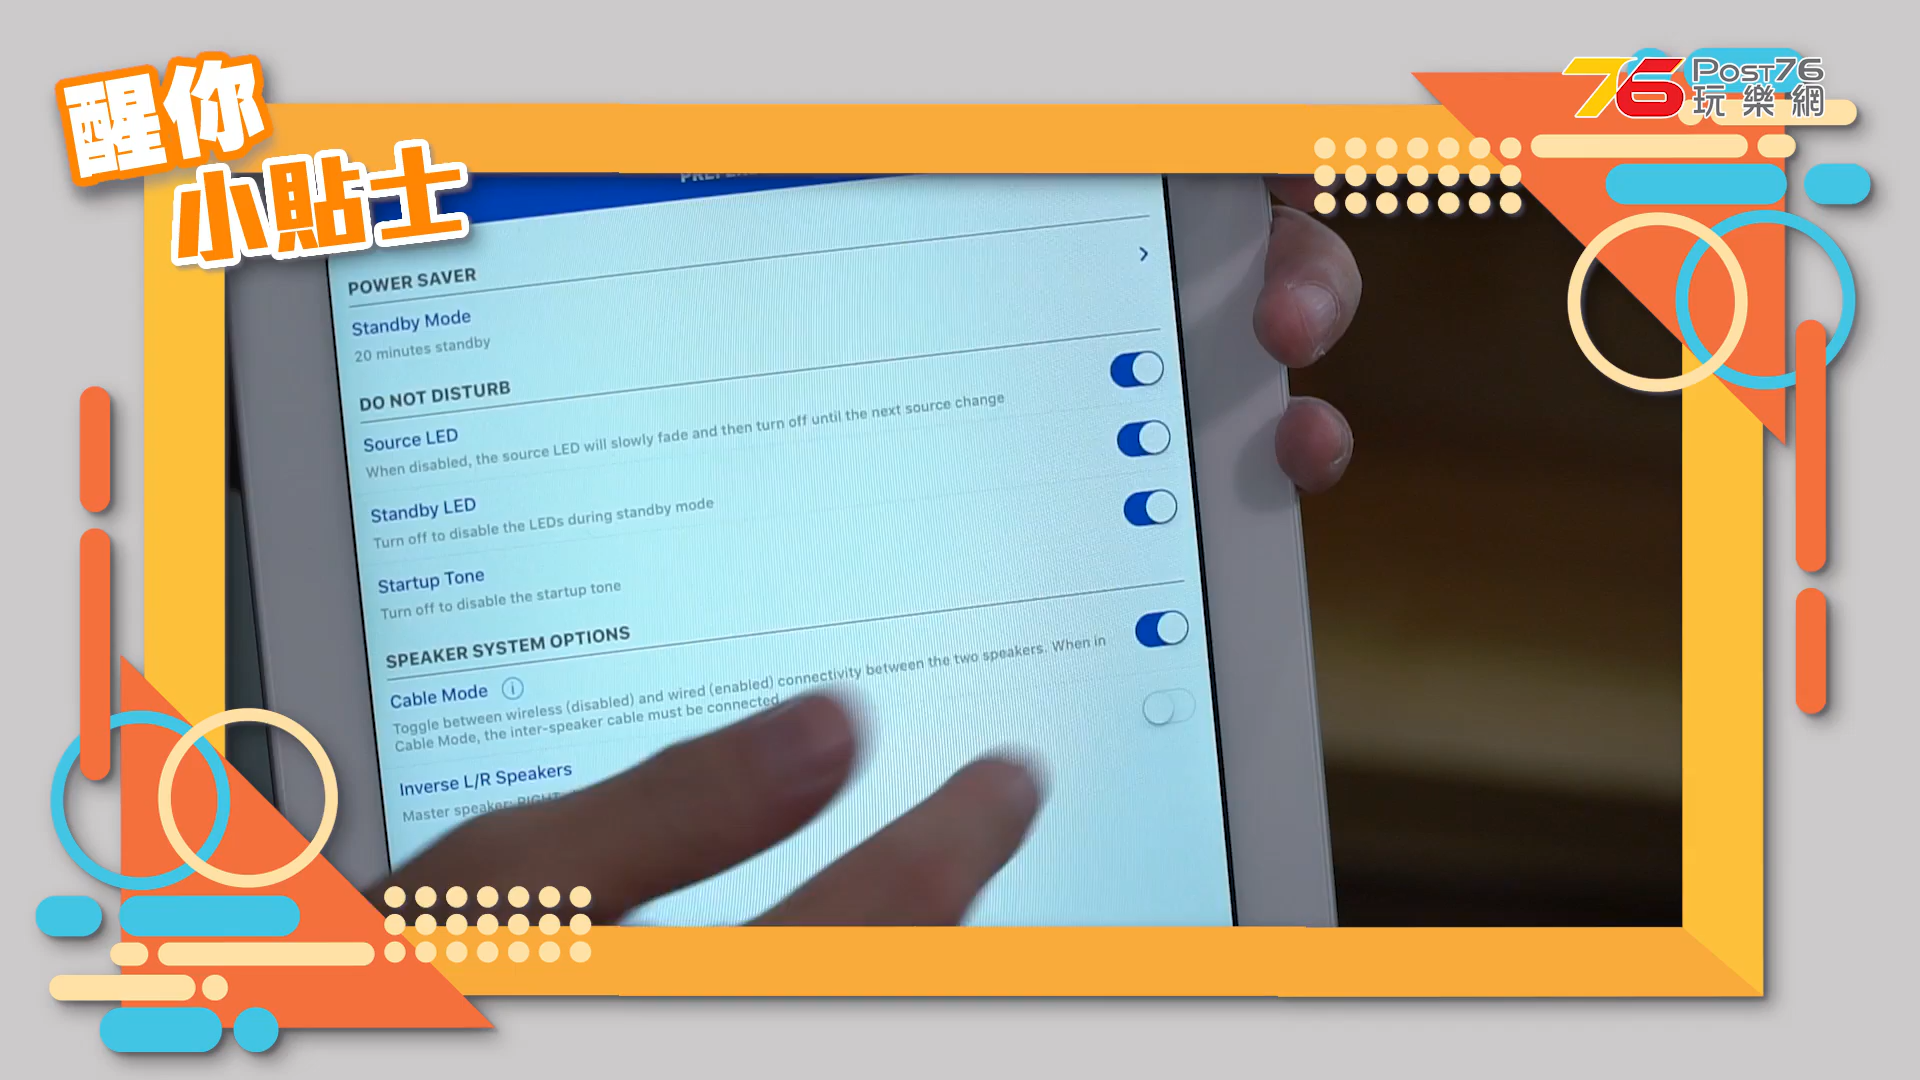 醒你
小貼士
76 POST76
玩樂網
POWER SAVER
Standby Mode
20 minutes standby
DO NOT DISTURB
Source LED
When disabled, the source LED will slowly fade and then turn off until the next source change
Standby LED
Turn off to disable the LEDs during standby mode
Startup Tone
Turn off to disable the startup tone
SPEAKER SYSTEM OPTIONS
Cable Mode
Toggle between wireless (disabled) and wired (enabled) connectivity between the two speakers. When in
Cable Mode, the inter-speaker cable must be connected.
Inverse L/R Speakers
Master speaker: RIGHT